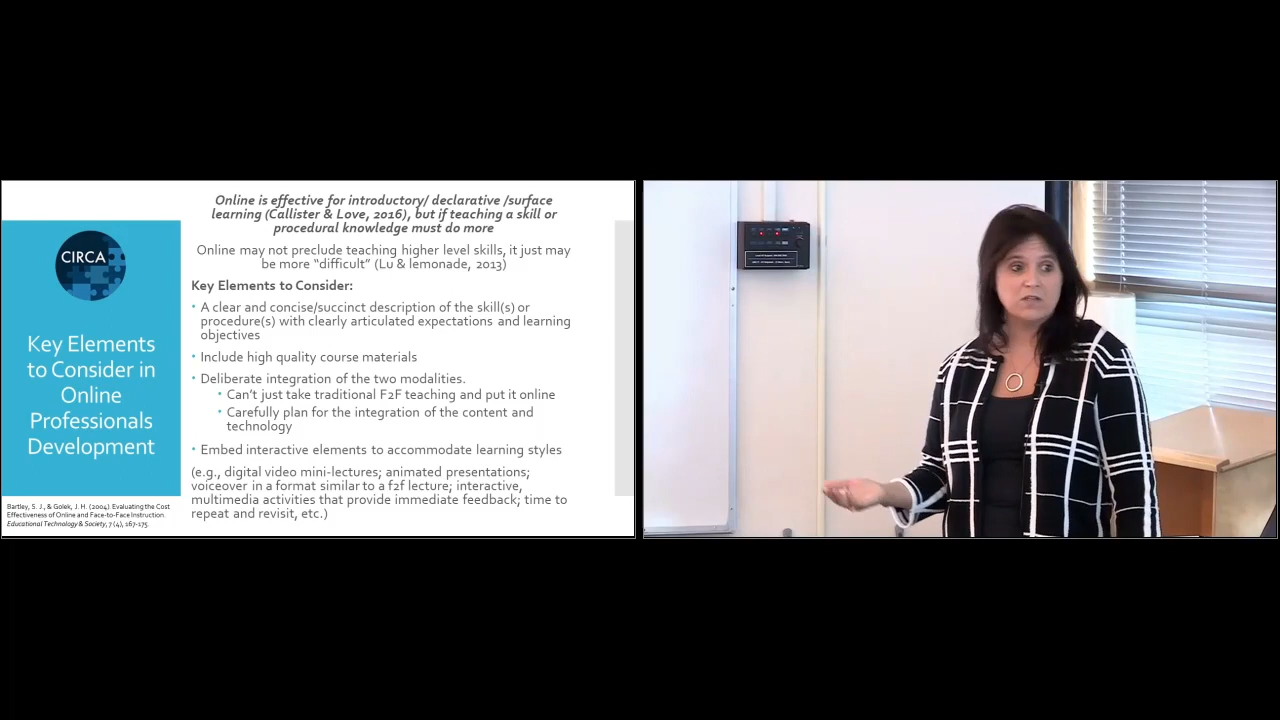 CIRCA
Key Elements
to Consider in
Online
Professionals
Development
Bartley, S. J., & Golek, J. H. (2004). Evaluating the Cost
Effectiveness of Online and Face-to-Face Instruction.
Educational Technology & Society, 7 (4), 167-175.
Online is effective for introductory/ declarative /surface
learning (Callister & Love, 2016), but if teaching a skill or
procedural knowledge must do more
Online may not preclude teaching higher level skills, it just may
be more “difficult” (Lu & lemonade, 2013)
Key Elements to Consider:
• A clear and concise/succinct description of the skill(s) or
procedure(s) with clearly articulated expectations and learning
objectives
• Include high quality course materials
• Deliberate integration of the two modalities.
• Can’t just take traditional F2F teaching and put it online
• Carefully plan for the integration of the content and
technology
• Embed interactive elements to accommodate learning styles
(e.g., digital video mini-lectures; animated presentations;
voiceover in a format similar to a f2f lecture; interactive,
multimedia activities that provide immediate feedback; time to
repeat and revisit, etc.)